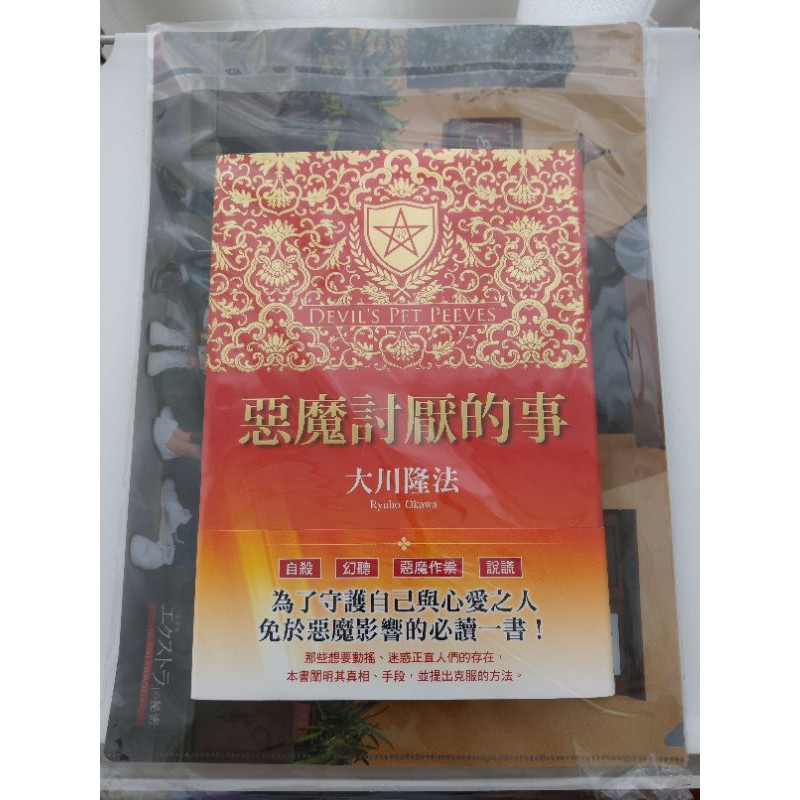 DEVIL'S PET PEEVES
惡魔討厭的事
大川隆法
Ryuho Okawa
自殺 幻聽 惡魔作祟 說謊
為了守護自己與心愛之人
免於惡魔影響的必讀一書！
那些想要動搖、迷惑正直人們的存在，
本書闡明其真相、手段，並提出克服的方法。
エクストラ